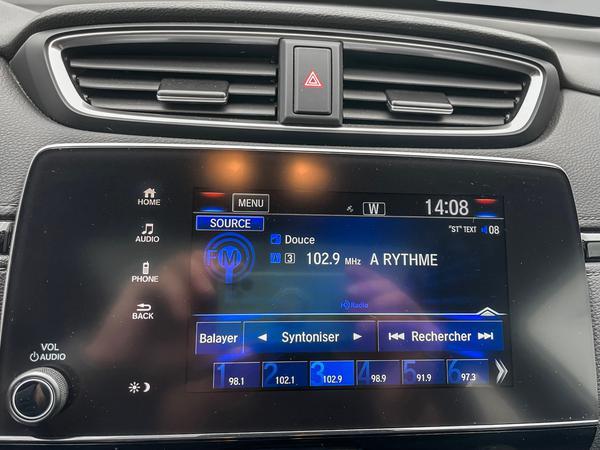 HOME
AUDIO
PHONE
BACK
VOL
AUDIO
MENU
W
14:08
SOURCE
"ST" TEXT 08
FM
Douce
3 102.9 MHz A RYTHME
HD Radio
Balayer
Syntoniser
Rechercher
1 98.1
2 102.1
3 102.9
4 98.9
5 91.9
6 97.3